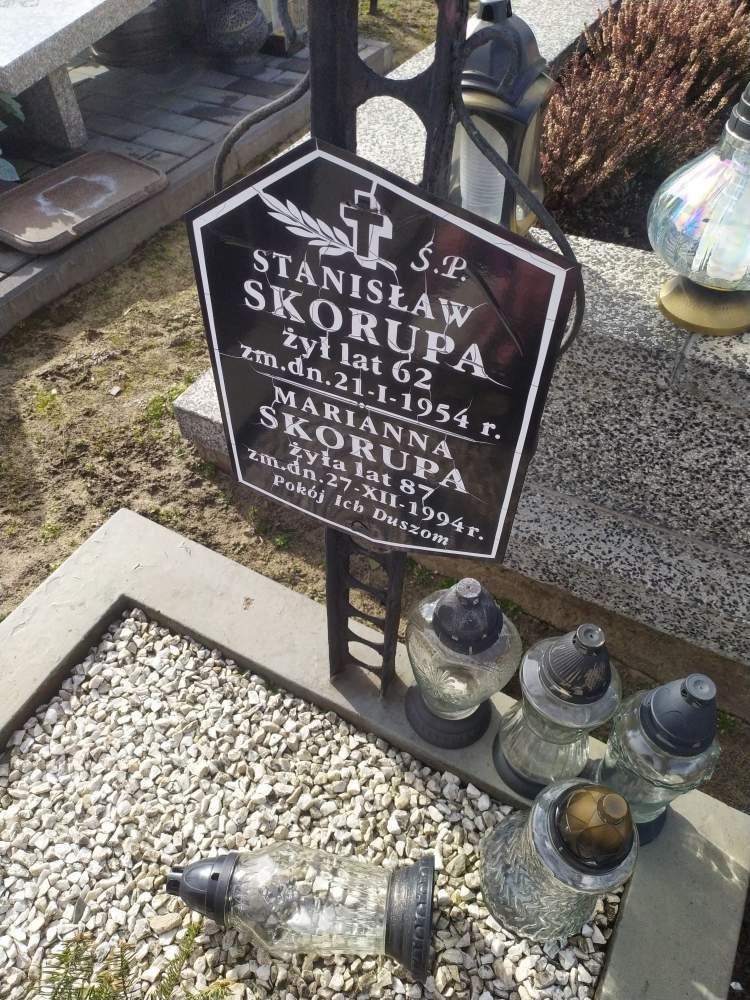 Ś.P.
STANISŁAW
SKORUPA
żył lat 62
zm.dn.21-I-1954 r.
MARIANNA
SKORUPA
żyła lat 87
zm.dn.27-XII-1994 r.
Pokój Ich Duszom